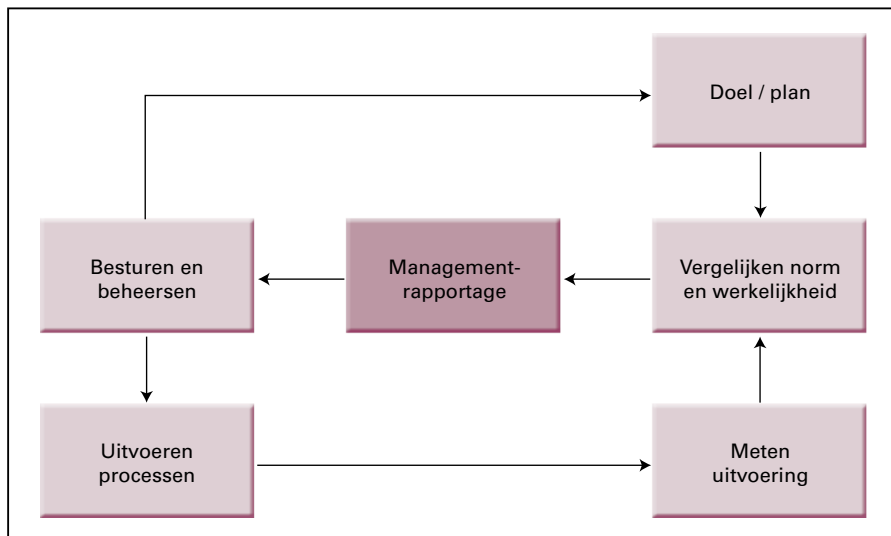 Doel / plan
Besturen en
beheersen
Management-
rapportage
Vergelijken norm
en werkelijkheid
Uitvoeren
processen
Meten
uitvoering